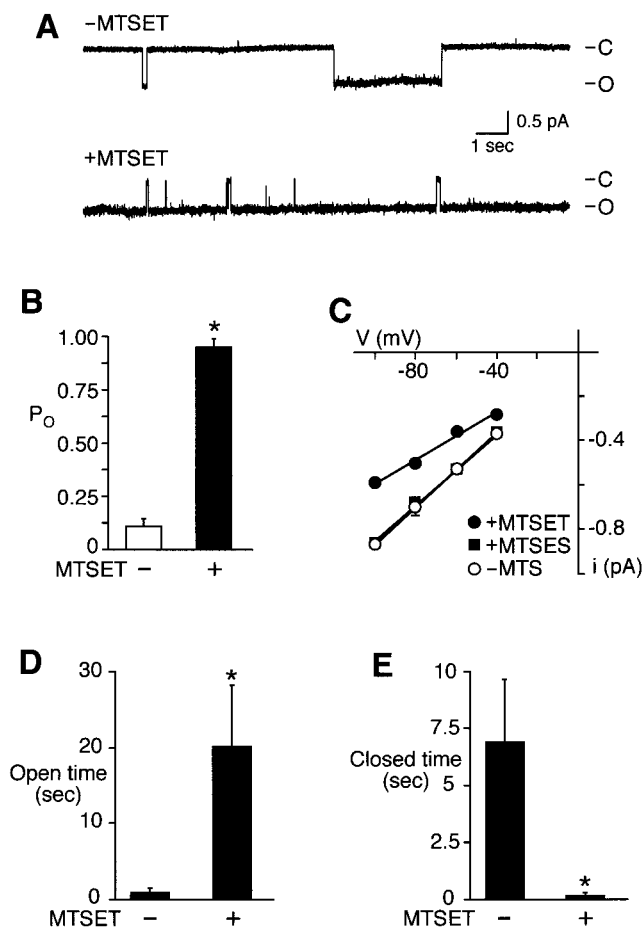 A
−MTSET
−C
−O
0.5 pA
1 sec
+MTSET
−C
−O
B
*
1.00
0.75
P_O
0.50
0.25
0
MTSET − +
C
V (mV)
-80 -40
-0.4
-0.8
+MTSET
+MTSES
−MTS
i (pA)
D
30
*
20
Open time
(sec)
10
0
MTSET − +
E
10
7.5
Closed time
(sec)
5
2.5
*
0
MTSET − +